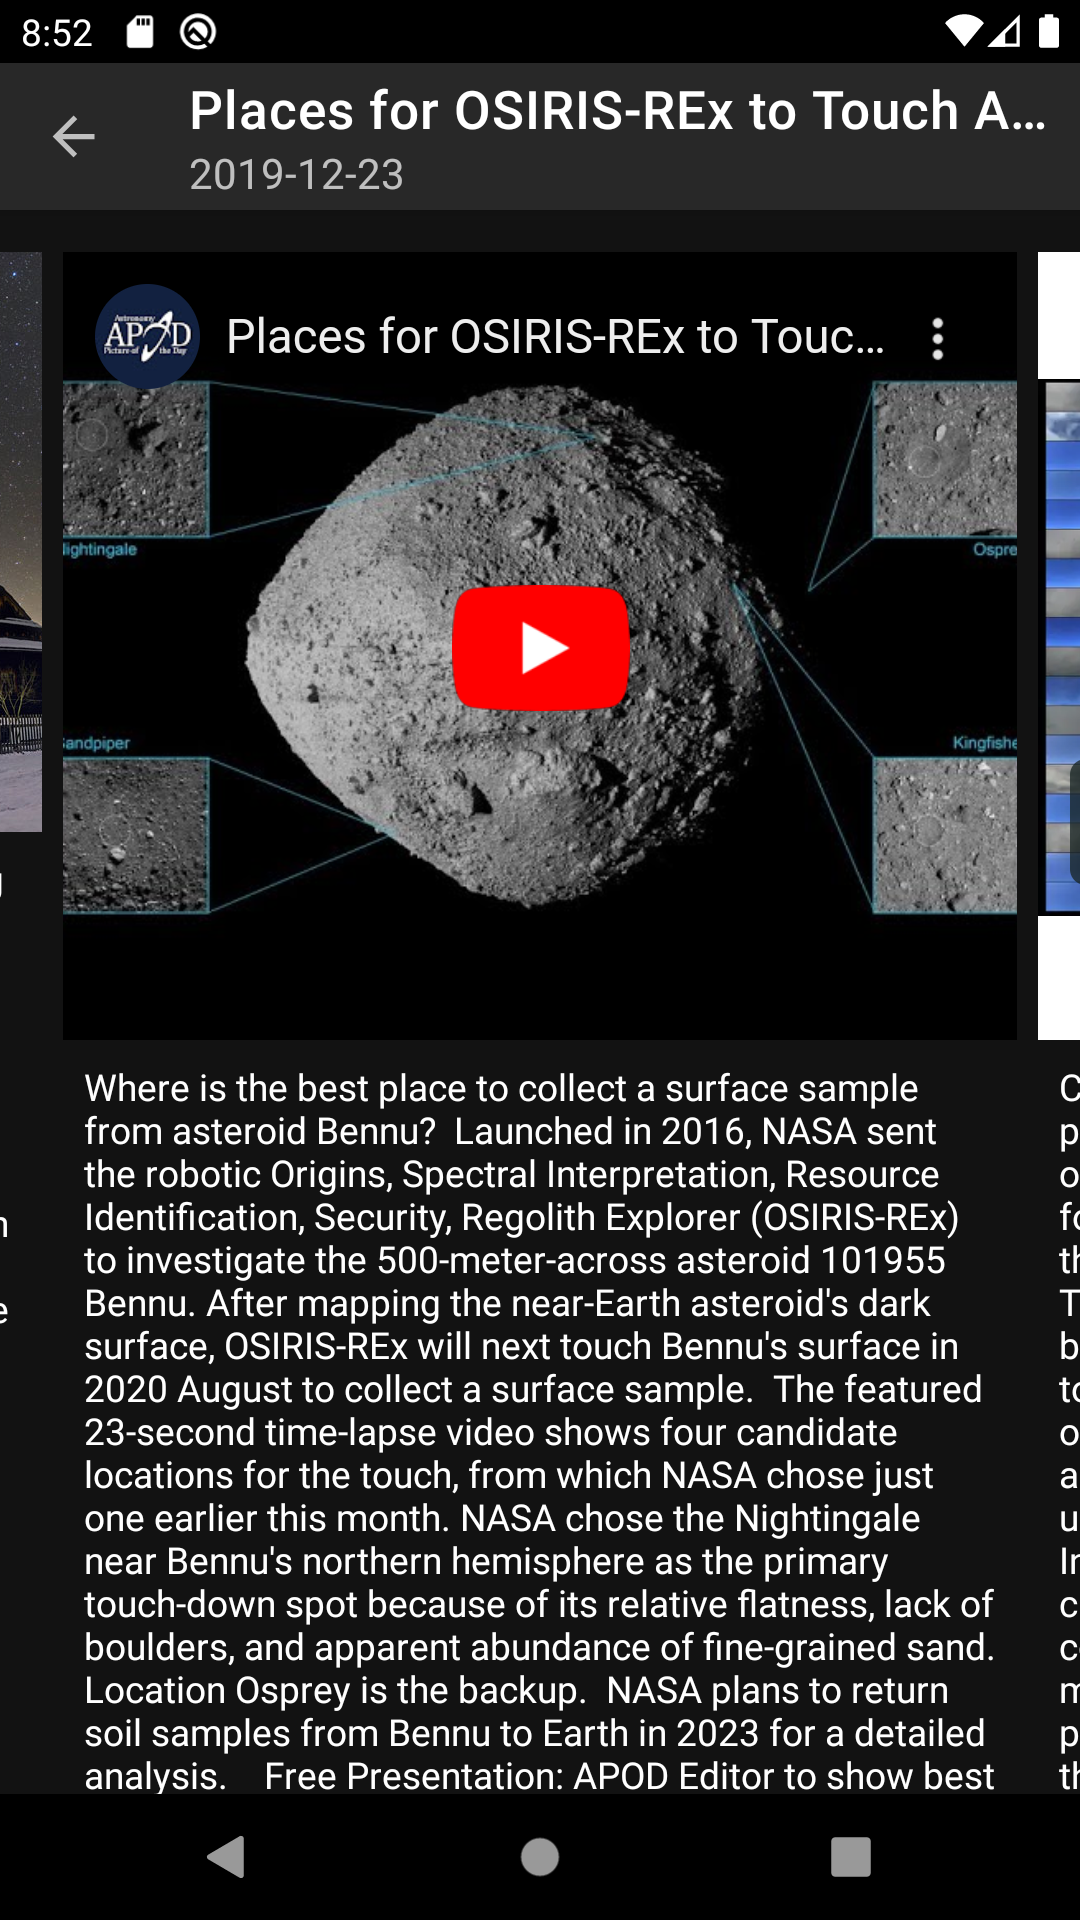 8:52
Places for OSIRIS-REx to Touch A...
2019-12-23
Astronomy
APOD
Picture of the Day
Places for OSIRIS-REx to Touc...
ightingale
Ospre
andpiper
Kingfishe
Where is the best place to collect a surface sample
from asteroid Bennu?  Launched in 2016, NASA sent
the robotic Origins, Spectral Interpretation, Resource
Identification, Security, Regolith Explorer (OSIRIS-REx)
to investigate the 500-meter-across asteroid 101955
Bennu. After mapping the near-Earth asteroid's dark
surface, OSIRIS-REx will next touch Bennu's surface in
2020 August to collect a surface sample.  The featured
23-second time-lapse video shows four candidate
locations for the touch, from which NASA chose just
one earlier this month. NASA chose the Nightingale
near Bennu's northern hemisphere as the primary
touch-down spot because of its relative flatness, lack of
boulders, and apparent abundance of fine-grained sand.
Location Osprey is the backup.  NASA plans to return
soil samples from Bennu to Earth in 2023 for a detailed
analysis.    Free Presentation: APOD Editor to show best